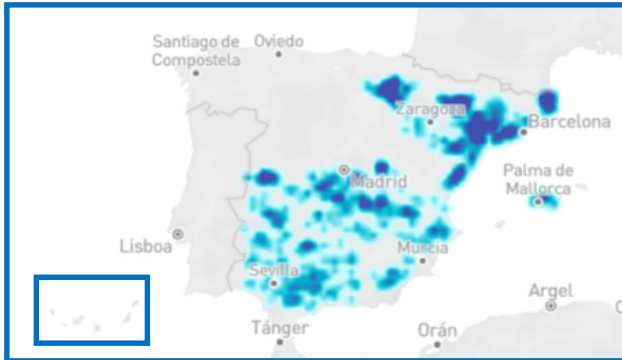 Santiago de
Compostela
Oviedo
Zaragoza
Barcelona
Madrid
Palma de
Mallorca
Lisboa
Murcia
Sevilla
Argel
Tánger
Orán